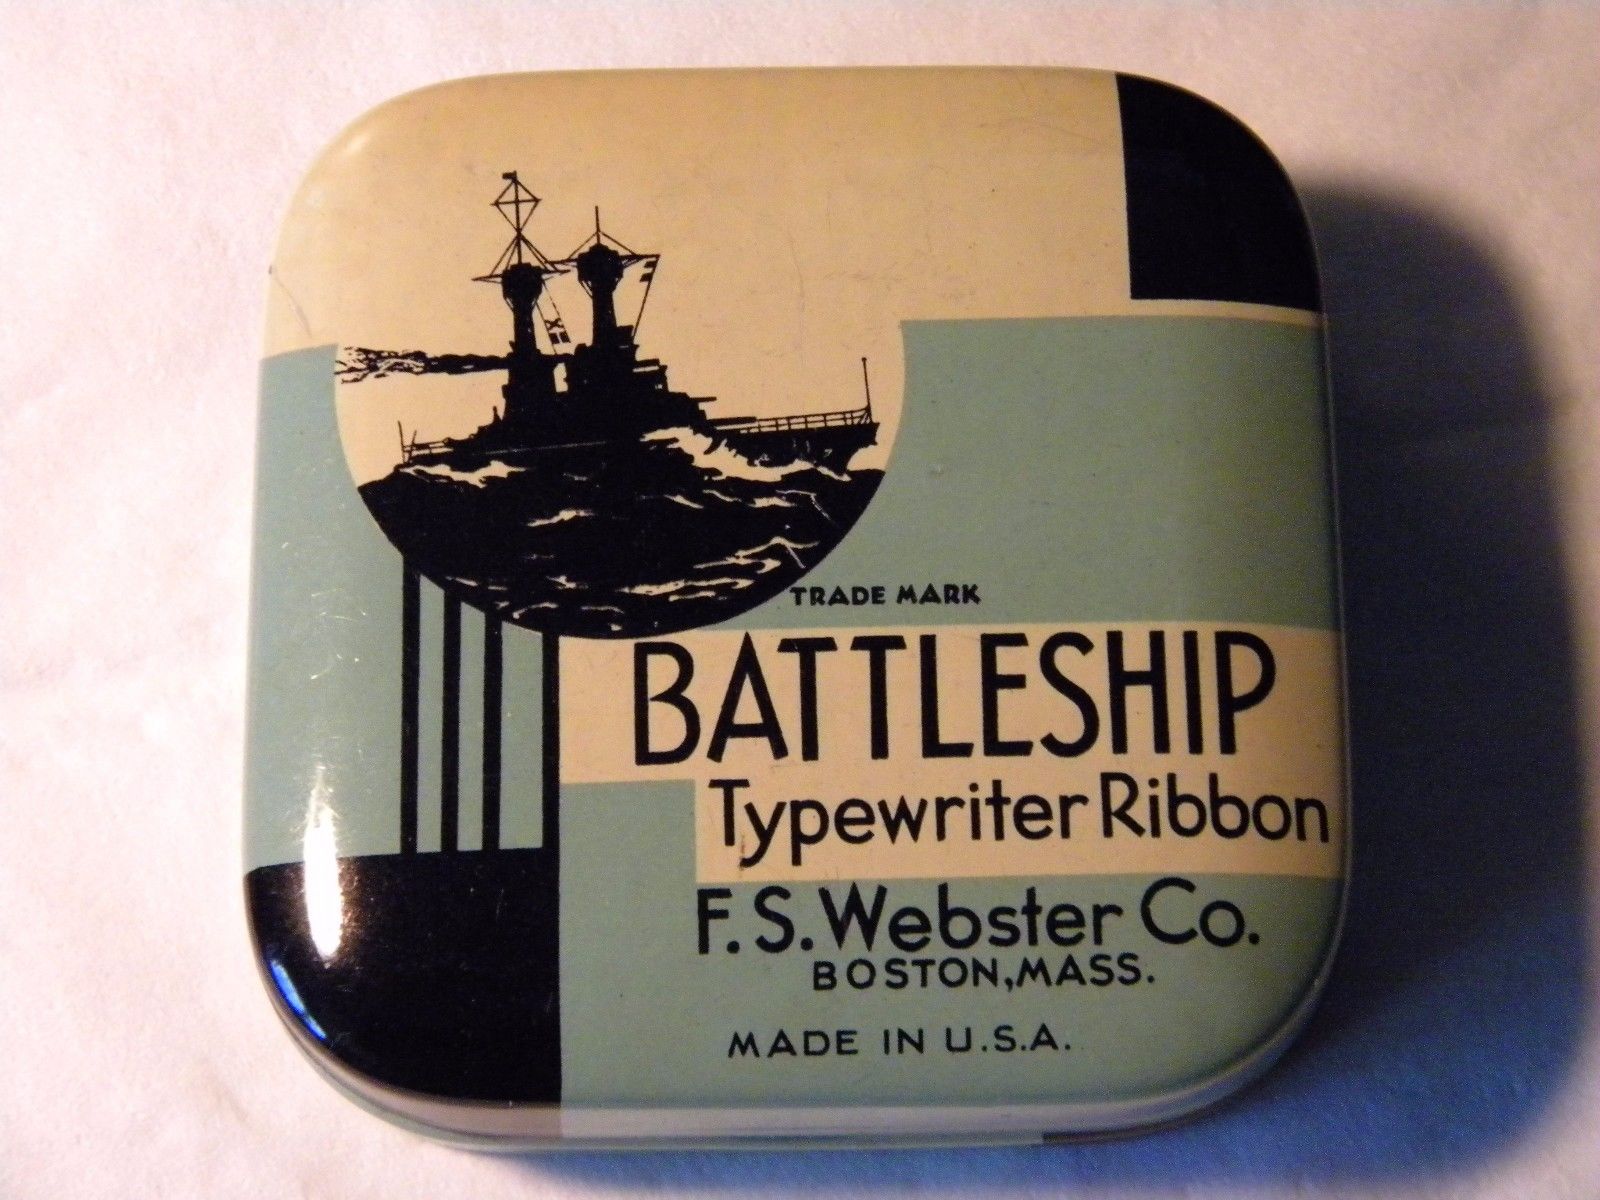 TRADE MARK
BATTLESHIP
Typewriter Ribbon
F.S. Webster Co.
BOSTON, MASS.
MADE IN U.S.A.